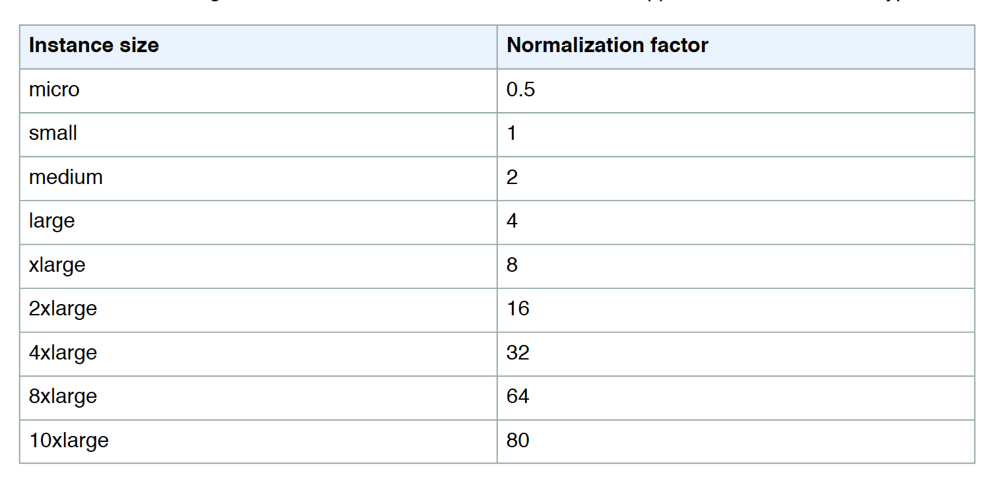 Instance size Normalization factor
micro 0.5
small 1
medium 2
large 4
xlarge 8
2xlarge 16
4xlarge 32
8xlarge 64
10xlarge 80